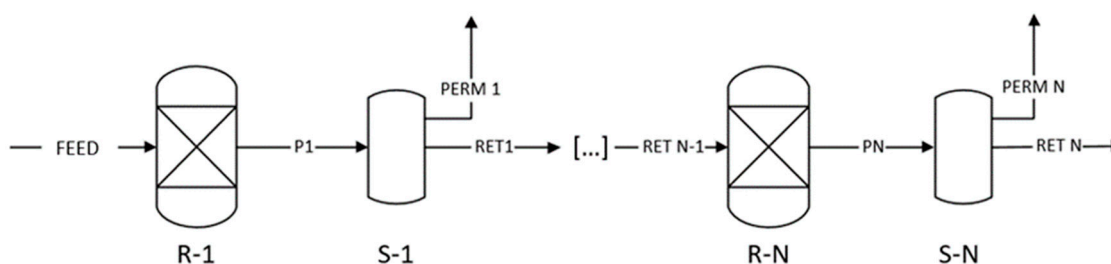 PERM 1
PERM N
FEED
P1
RET1
[...]
RET N-1
PN
RET N
R-1
S-1
R-N
S-N